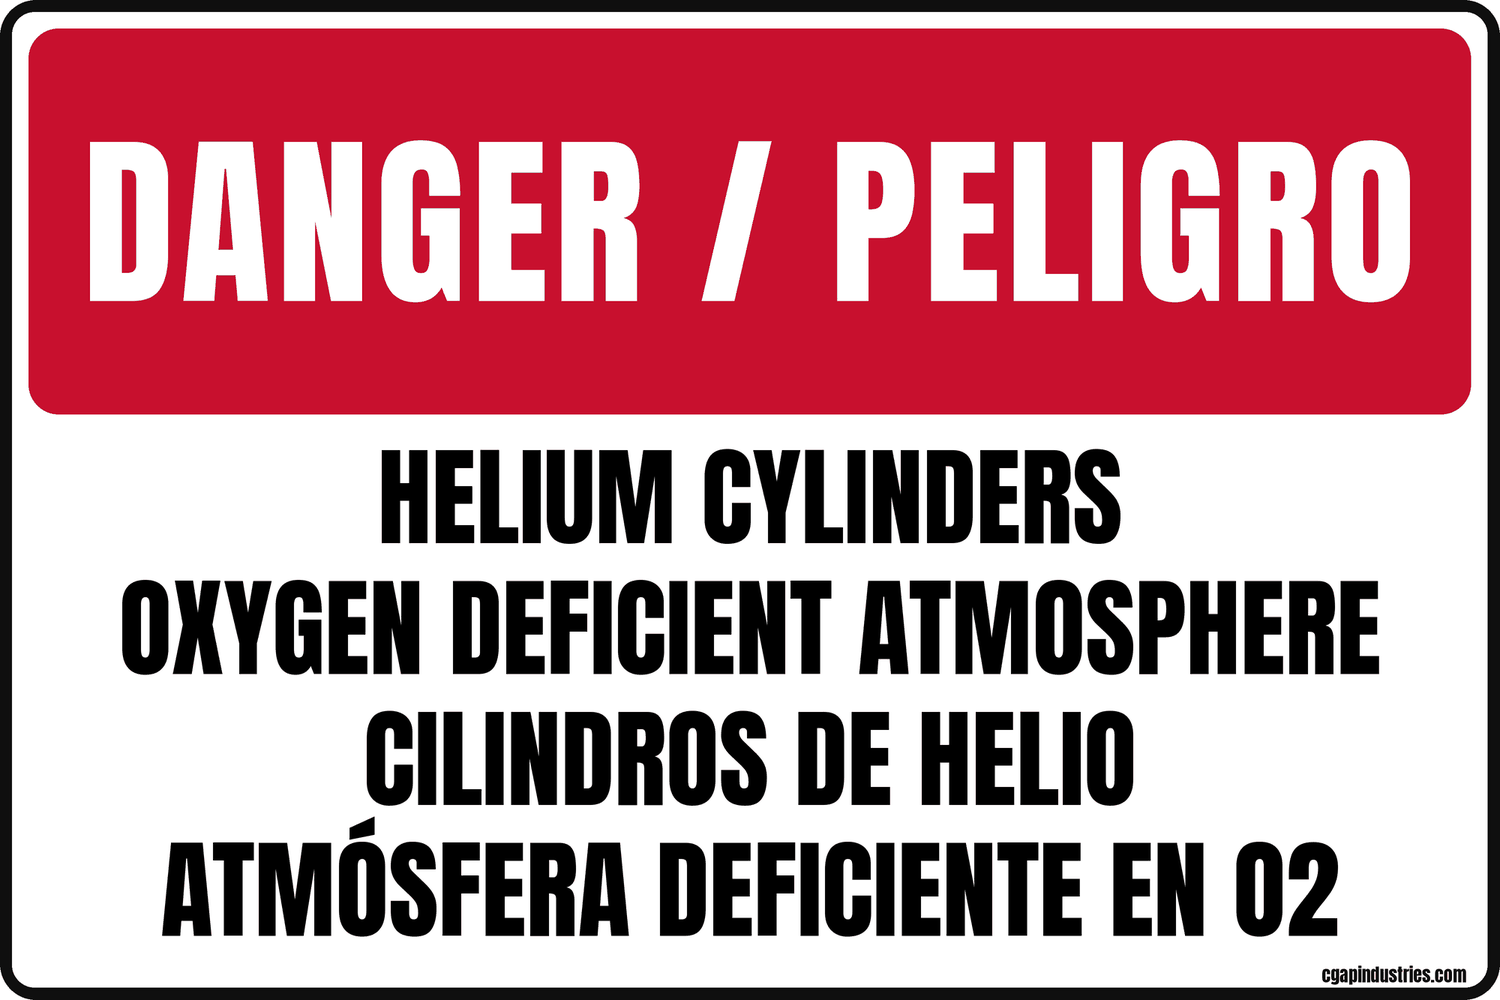 DANGER / PELIGRO
HELIUM CYLINDERS
OXYGEN DEFICIENT ATMOSPHERE
CILINDROS DE HELIO
ATMÓSFERA DEFICIENTE EN O2
cgapindustries.com